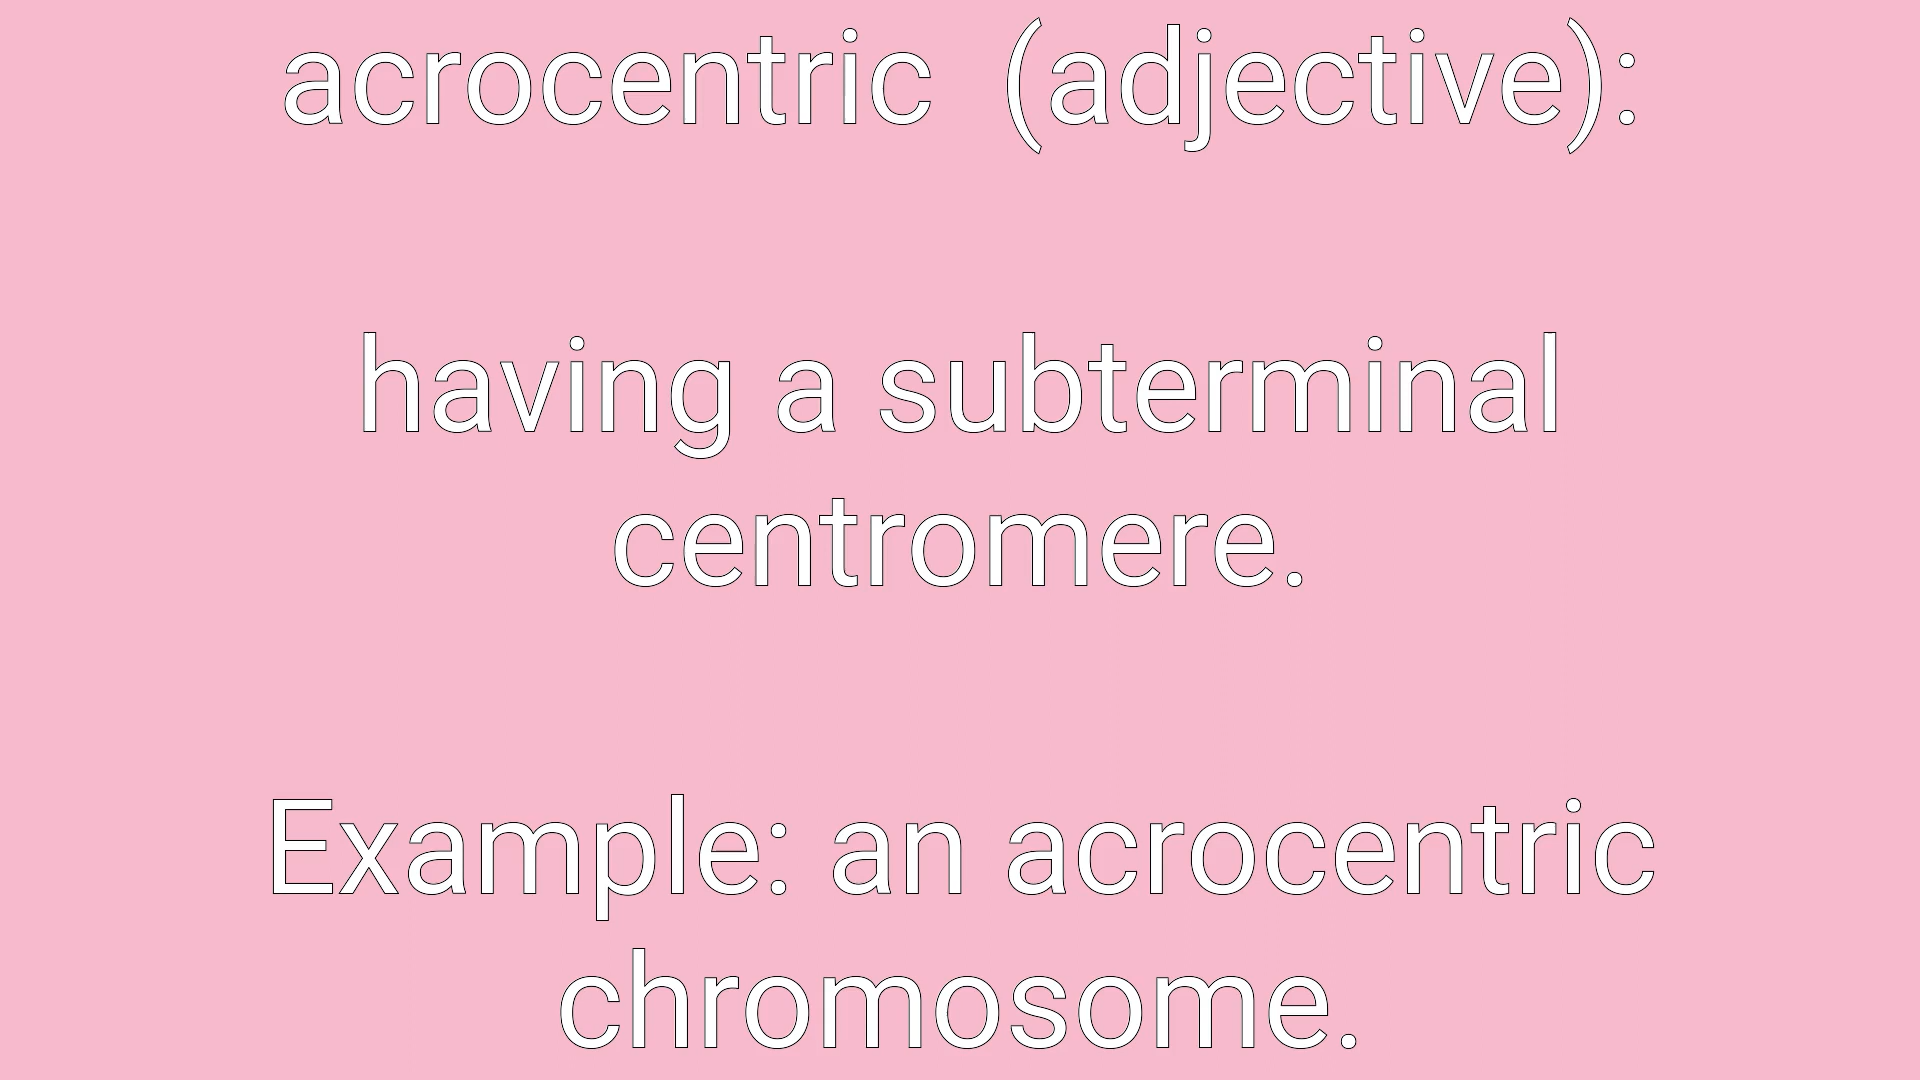 acrocentric  (adjective):
having a subterminal
centromere.
Example: an acrocentric
chromosome.